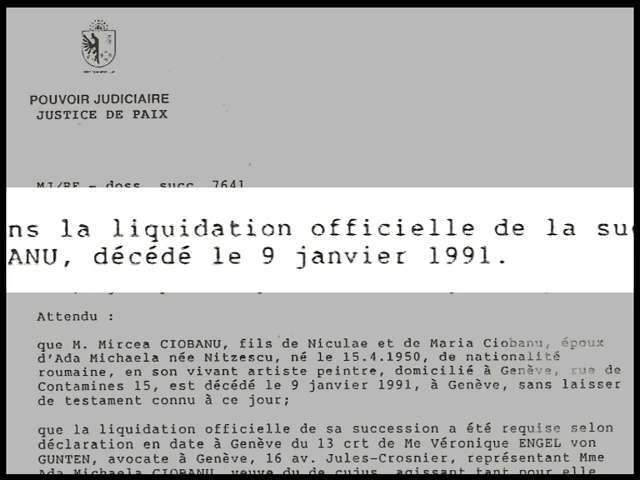 POUVOIR JUDICIAIRE
JUSTICE DE PAIX
MJ/RF - doss. succ. 7641
ns la liquidation officielle de la su
ANU, décédé le 9 janvier 1991.
Attendu :
que M. Mircea CIOBANU, fils de Niculae et de Maria Ciobanu, époux
d'Ada Michaela née Nitzescu, né le 15.4.1950, de nationalité
roumaine, en son vivant artiste peintre, domicilié à Genève, rue de
Contamines 15, est décédé le 9 janvier 1991, à Genève, sans laisser
de testament connu à ce jour;
que la liquidation officielle de sa succession a été requise selon
déclaration en date à Genève du 13 crt de Me Véronique ENGEL von
GUNTEN, avocate à Genève, 16 av. Jules-Crosnier, représentant Mme
Ada Michaela CIOBANU, veuve du de cujus, agissant tant pour elle